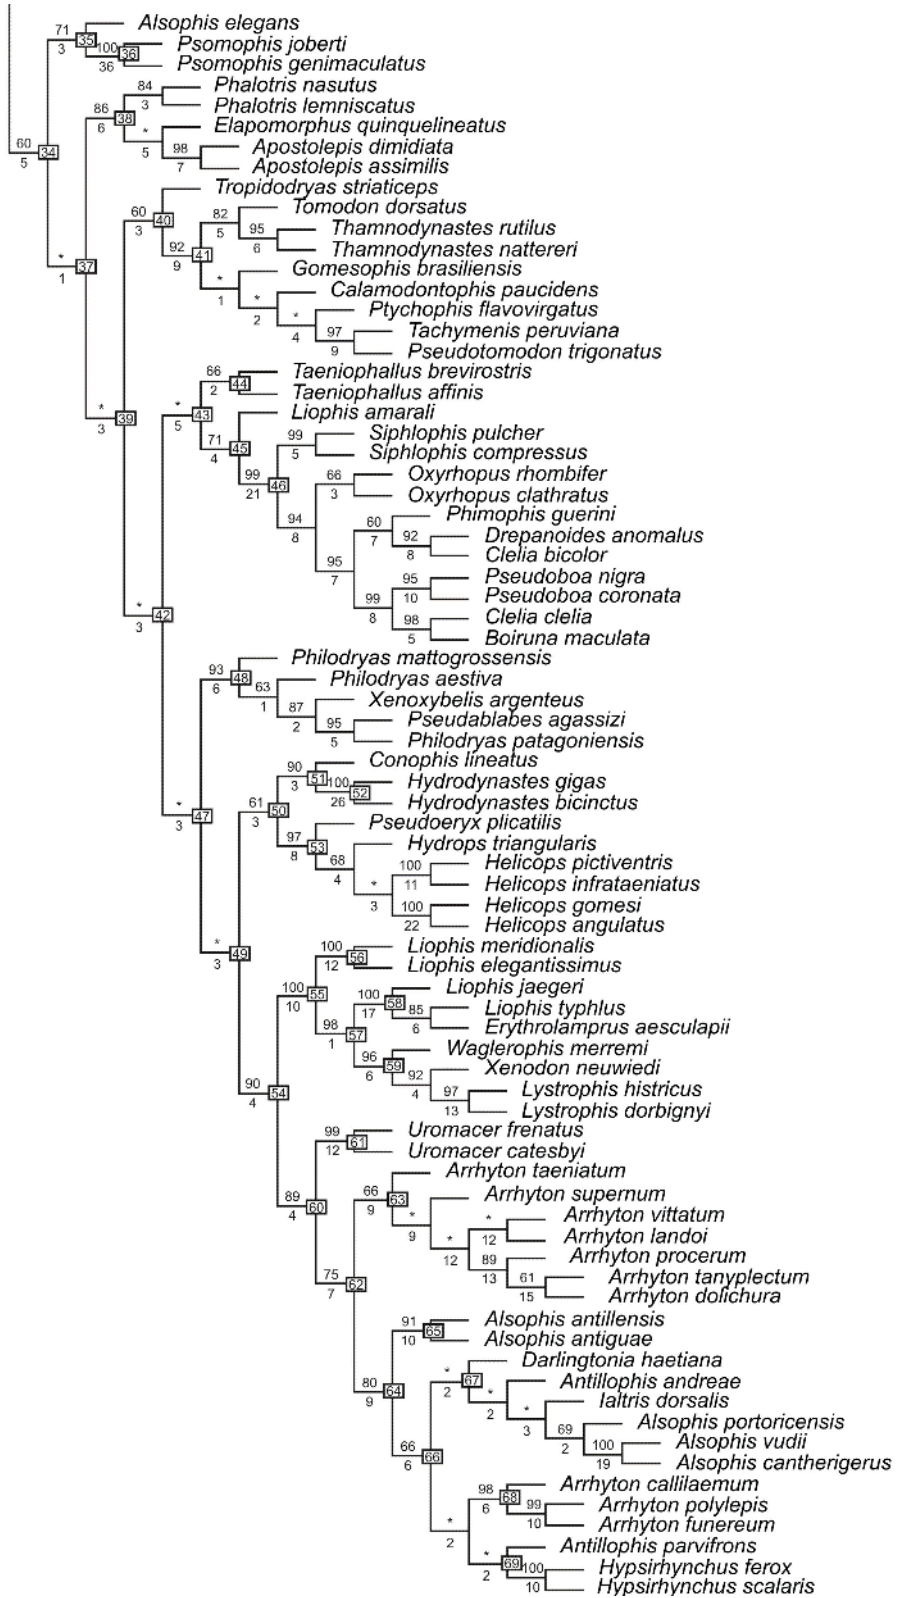 Alsophis elegans
71
3
35
100
36
36
Psomophis joberti
Psomophis genimaculatus
84
3
Phalotris nasutus
Phalotris lemniscatus
86
6
38
*
5
Elapomorphus quinquelineatus
98
7
Apostolepis dimidiata
Apostolepis assimilis
60
5
34
Tropidodryas striaticeps
60
3
40
82
5
Tomodon dorsatus
95
6
Thamnodynastes rutilus
Thamnodynastes nattereri
92
9
41
*
1
37
*
1
Gomesophis brasiliensis
*
2
Calamodontophis paucidens
*
4
Ptychophis flavovirgatus
97
9
Tachymenis peruviana
Pseudotomodon trigonatus
66
2
44
Taeniophallus brevirostris
Taeniophallus affinis
*
3
39
*
5
43
71
4
45
Liophis amarali
99
5
Siphlophis pulcher
Siphlophis compressus
99
21
46
66
3
Oxyrhopus rhombifer
Oxyrhopus clathratus
94
8
60
7
Phimophis guerini
92
8
Drepanoides anomalus
Clelia bicolor
95
7
95
10
Pseudoboa nigra
Pseudoboa coronata
99
8
98
5
Clelia clelia
Boiruna maculata
*
3
42
93
6
48
Philodryas mattogrossensis
63
1
Philodryas aestiva
87
2
Xenoxybelis argenteus
95
5
Pseudablabes agassizi
Philodryas patagoniensis
90
3
51
Conophis lineatus
100
26
52
Hydrodynastes gigas
Hydrodynastes bicinctus
*
3
47
61
3
50
97
8
53
Pseudoeryx plicatilis
68
4
Hydrops triangularis
*
3
100
11
Helicops pictiventris
Helicops infrataeniatus
100
22
Helicops gomesi
Helicops angulatus
*
3
49
100
12
56
Liophis meridionalis
Liophis elegantissimus
100
10
55
100
17
58
Liophis jaegeri
85
6
Liophis typhlus
Erythrolamprus aesculapii
98
1
57
96
6
59
Waglerophis merremi
92
4
Xenodon neuwiedi
97
13
Lystrophis histricus
Lystrophis dorbignyi
90
4
54
99
12
61
Uromacer frenatus
Uromacer catesbyi
89
4
60
66
9
63
Arrhyton taeniatum
*
9
Arrhyton supernum
*
12
*
12
Arrhyton vittatum
Arrhyton landoi
89
13
Arrhyton procerum
61
15
Arrhyton tanyplectum
Arrhyton dolichura
75
7
62
91
10
65
Alsophis antillensis
Alsophis antiguae
80
9
64
*
2
67
Darlingtonia haetiana
*
2
Antillophis andreae
*
3
Ialtris dorsalis
69
2
Alsophis portoricensis
100
19
Alsophis vudii
Alsophis cantherigerus
66
6
66
98
6
68
Arrhyton callilaemum
99
10
Arrhyton polylepis
Arrhyton funereum
*
2
*
2
69
Antillophis parvifrons
100
10
Hypsirhynchus ferox
Hypsirhynchus scalaris